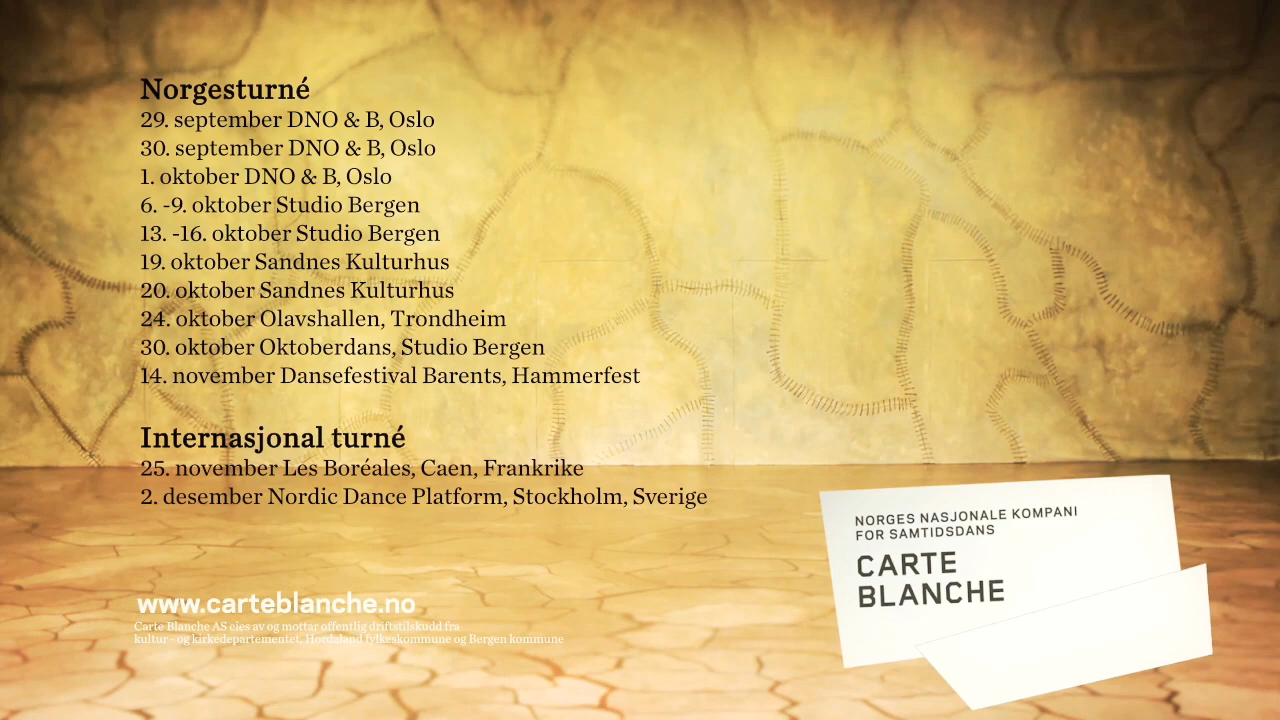 Norgesturné
29. september DNO & B, Oslo
30. september DNO & B, Oslo
1. oktober DNO & B, Oslo
6. -9. oktober Studio Bergen
13. -16. oktober Studio Bergen
19. oktober Sandnes Kulturhus
20. oktober Sandnes Kulturhus
24. oktober Olavshallen, Trondheim
30. oktober Oktoberdans, Studio Bergen
14. november Dansefestival Barents, Hammerfest
Internasjonal turné
25. november Les Boréales, Caen, Frankrike
2. desember Nordic Dance Platform, Stockholm, Sverige
NORGES NASJONALE KOMPANI
FOR SAMTIDSDANS
CARTE
BLANCHE
www.carteblanche.no
Carte Blanche AS eies av og mottar offentlig driftstilskudd fra
kultur- og kirkedepartementet, Hordaland fylkeskommune og Bergen kommune